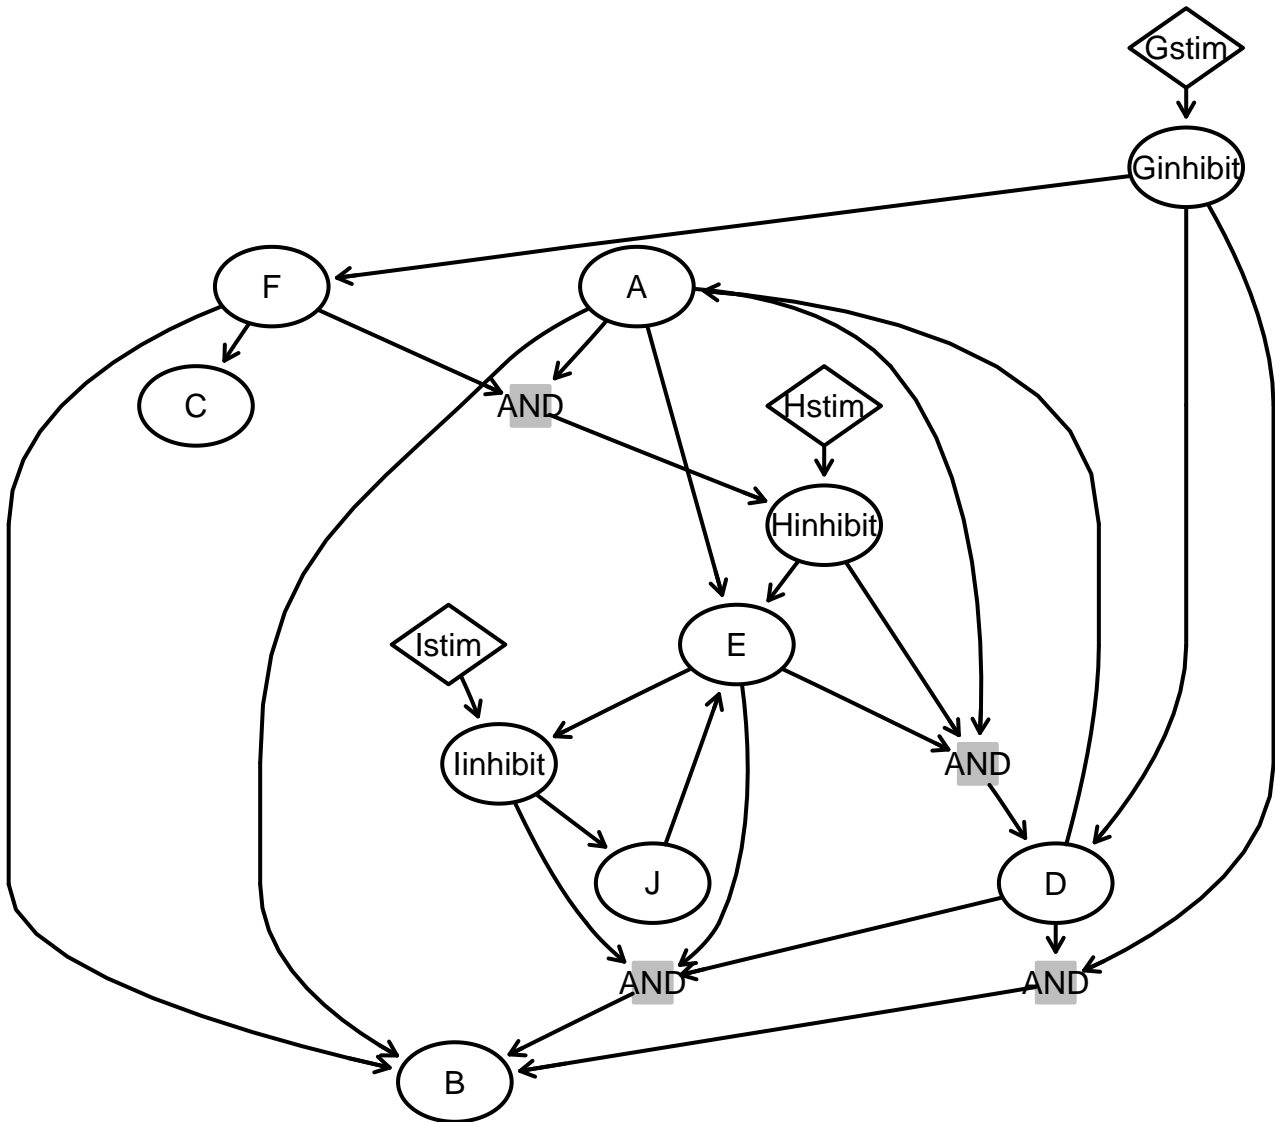 Gstim
Ginhibit
F
A
C
AND
Hstim
Hinhibit
Istim
E
Iinhibit
AND
J
D
AND
AND
B